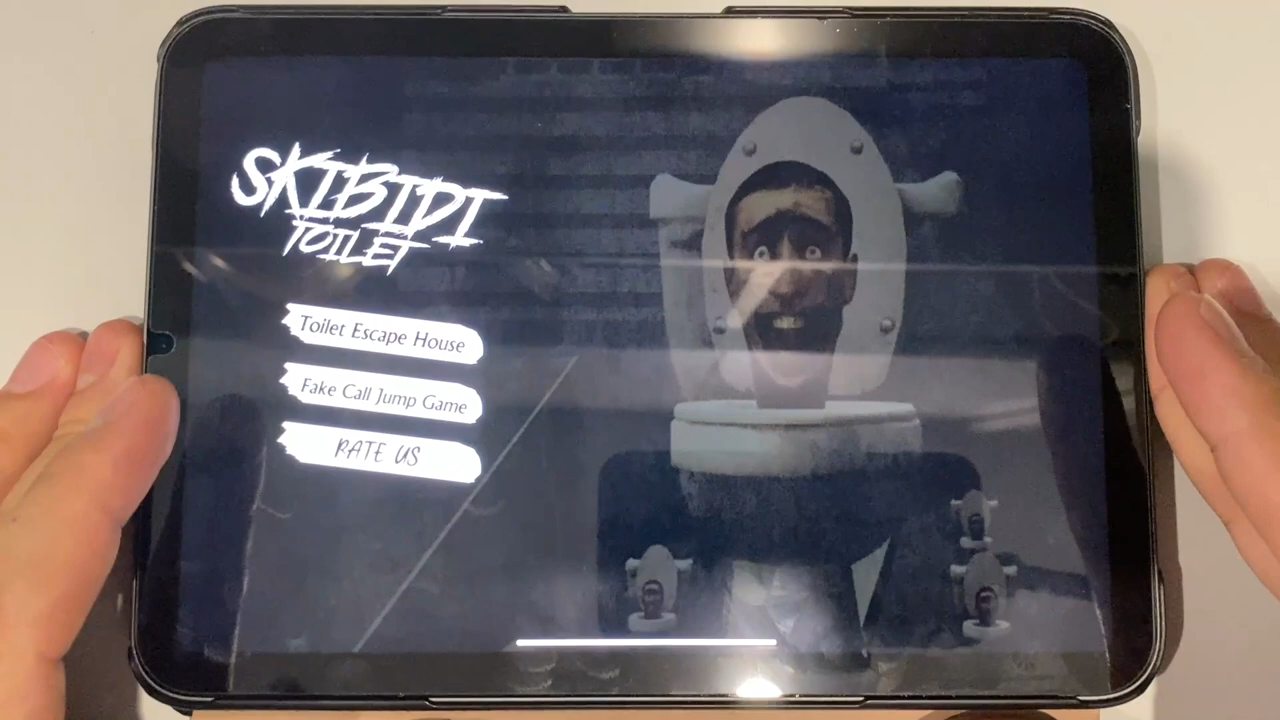 SKIBIDI
TOILET
Toilet Escape House
Fake Call Jump Game
RATE US